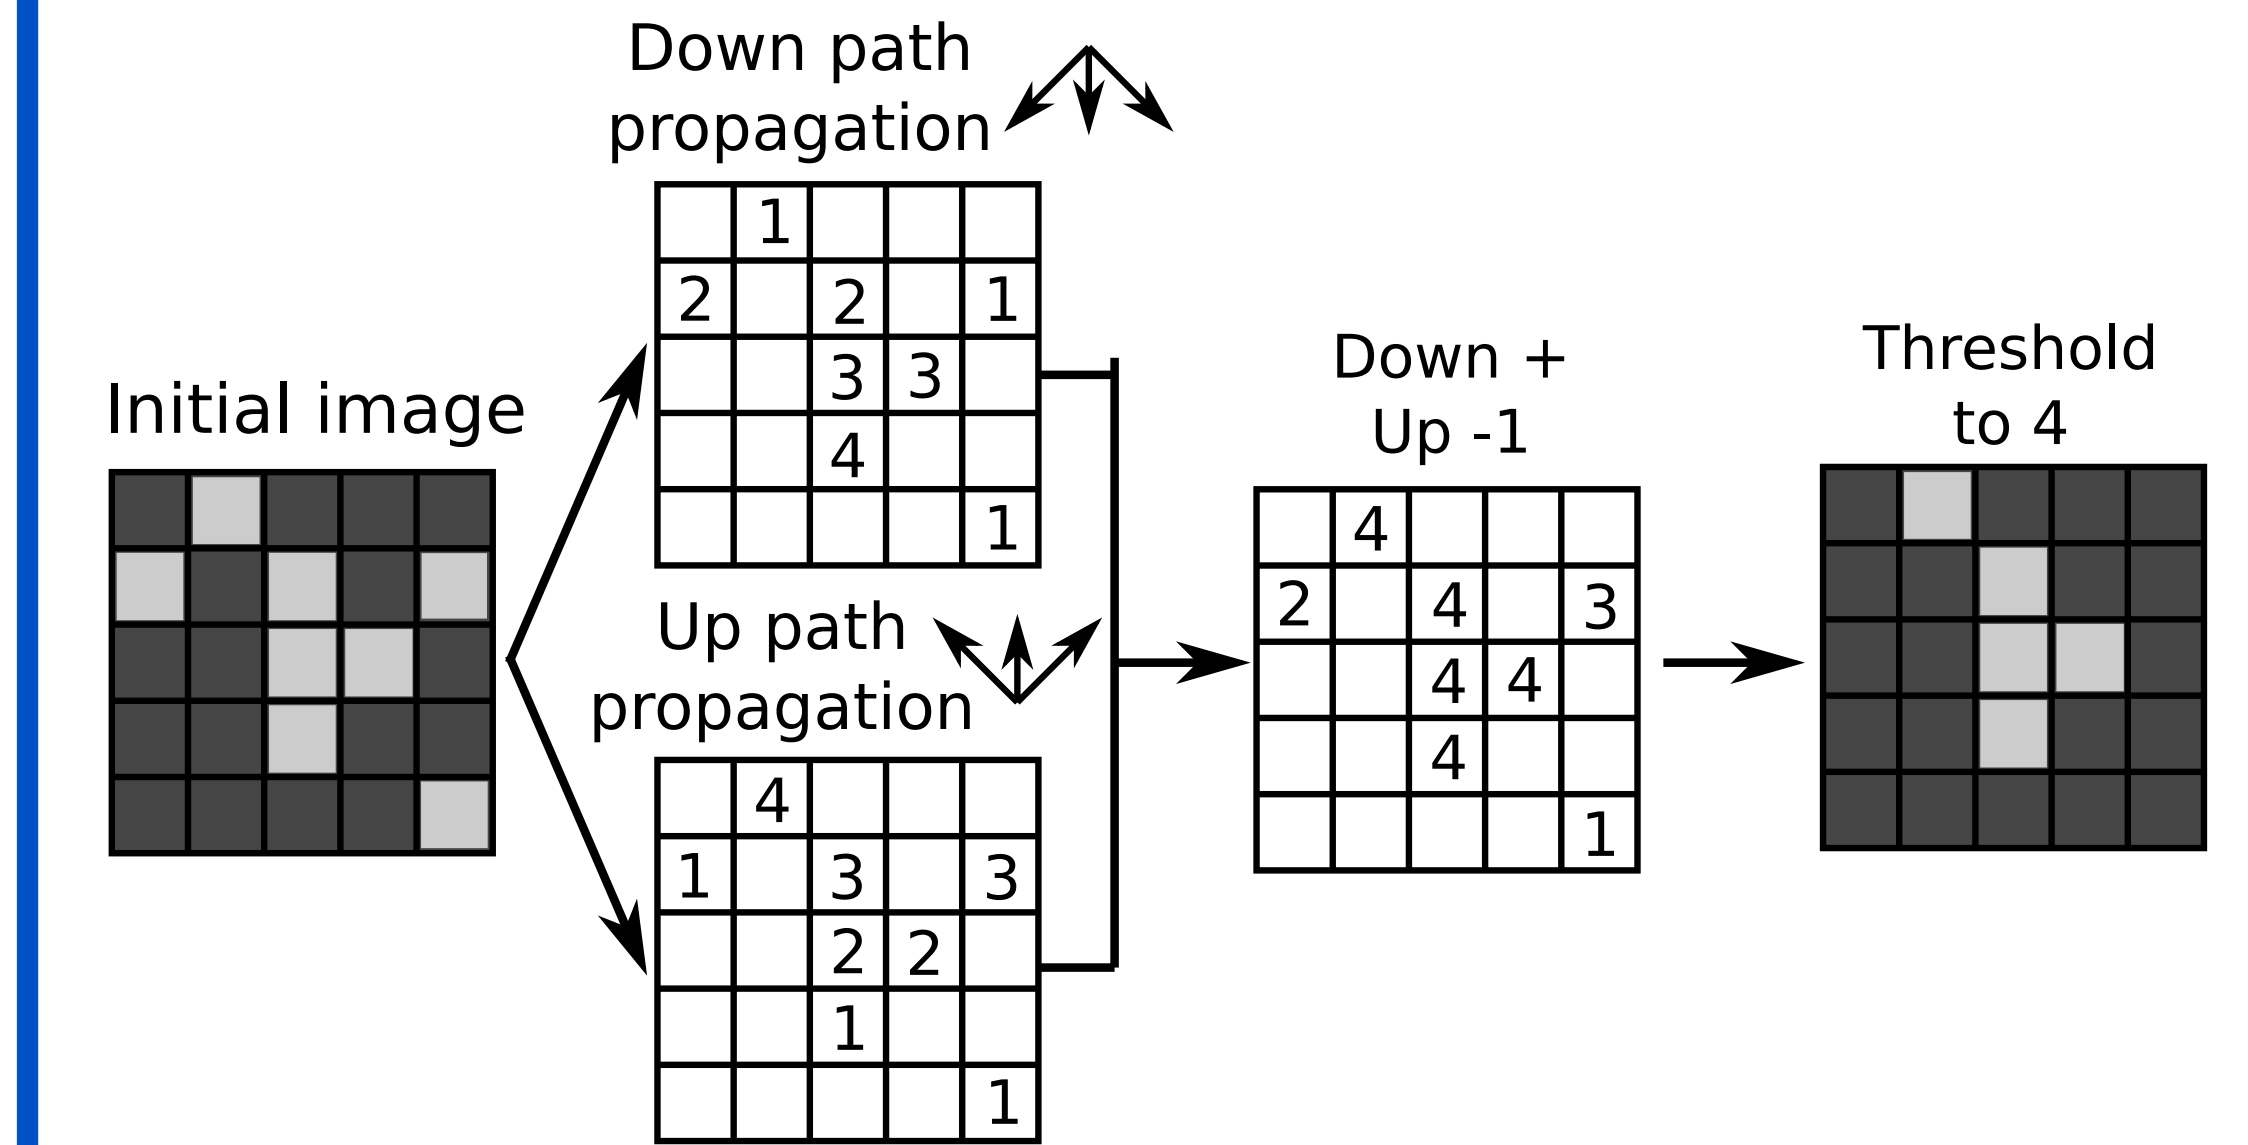 Down path
propagation
1
2 2 1
3 3
4
1
Initial image
Up path
propagation
4
1 3 3
2 2
1
1
Down +
Up -1
4
2 4 3
4 4
4
1
Threshold
to 4